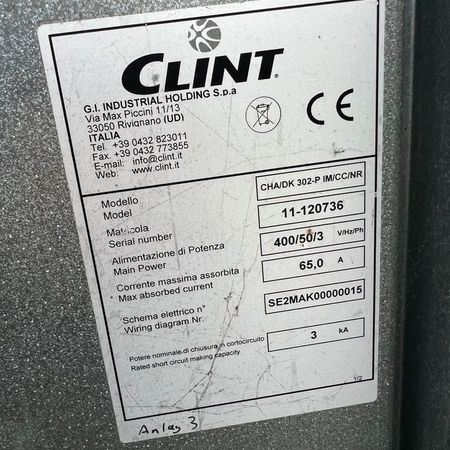 CLINT
G.I. INDUSTRIAL HOLDING S.p.a
Via Max Piccini 11/13
33050 Rivignano (UD)
ITALIA
Tel. +39 0432 823011
Fax. +39 0432 773855
E-mail: info@clint.it
Web: www.clint.it
CE
Modello
Model
CHA/DK 302-P IM/CC/NR
Matricola
Serial number
11-120736
Alimentazione di Potenza
Main Power
400/50/3 V/Hz/Ph
Corrente massima assorbita
Max absorbed current
65,0 A
Schema elettrico n°
Wiring diagram Nr.
SE2MAK00000015
Potere nominale di chiusura in cortocircuito
Rated short circuit making capacity
3 kA
1/2
Anlag 3